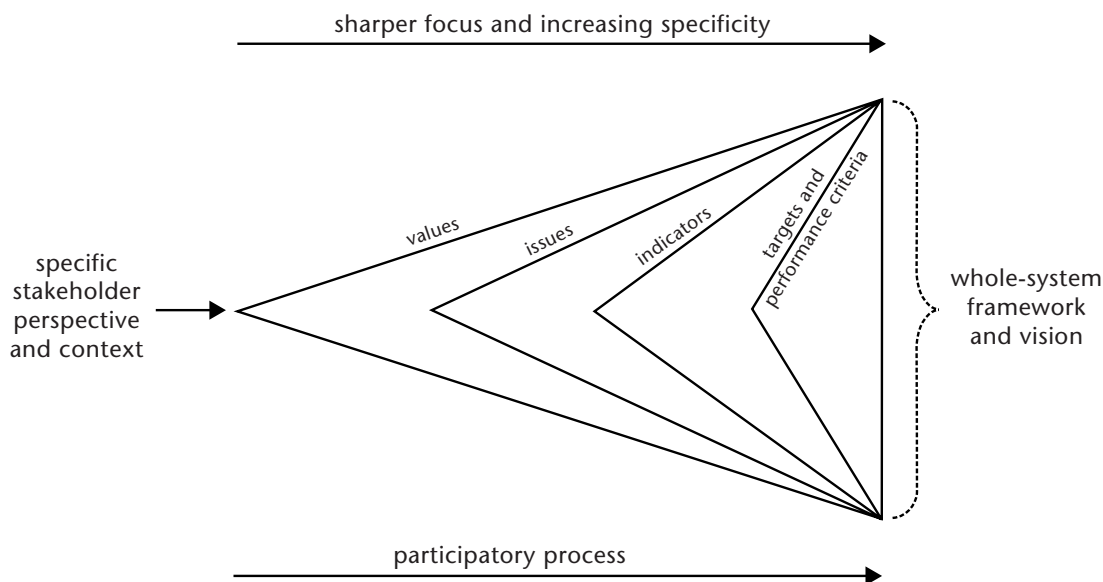 sharper focus and increasing specificity
values
issues
indicators
targets and
performance criteria
specific
stakeholder
perspective
and context
whole-system
framework
and vision
participatory process